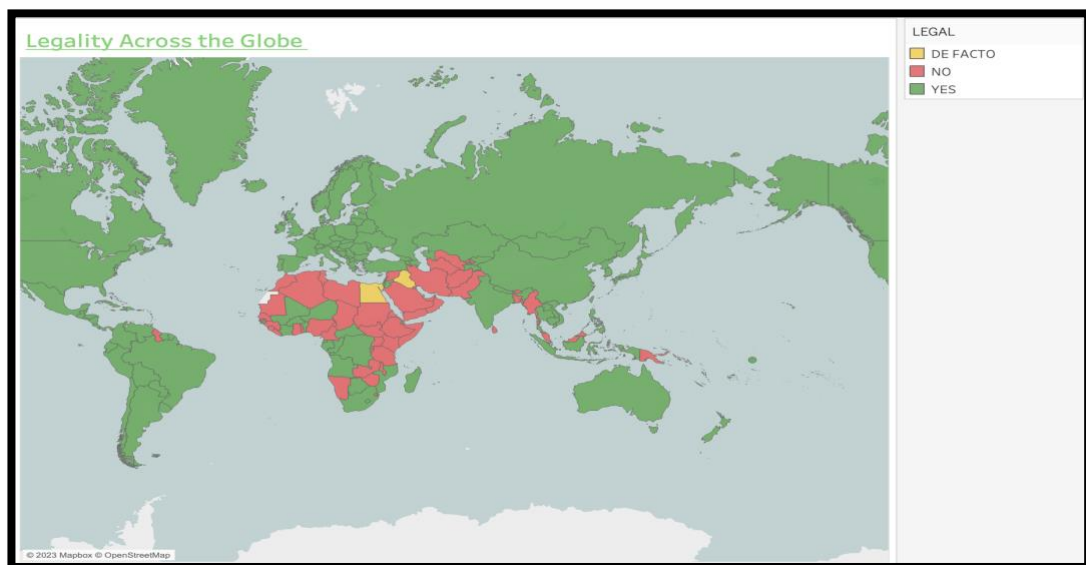 Legality Across the Globe
LEGAL
DE FACTO
NO
YES
© 2023 Mapbox © OpenStreetMap